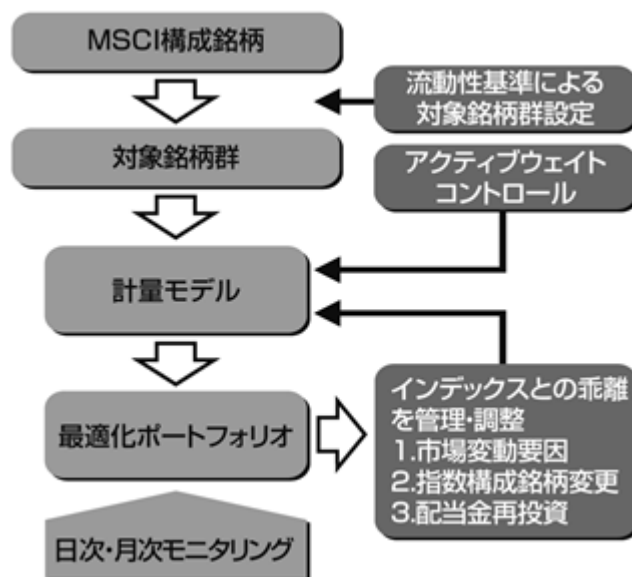 MSCI構成銘柄
流動性基準による
対象銘柄群設定
対象銘柄群
アクティブウェイト
コントロール
計量モデル
最適化ポートフォリオ
インデックスとの乖離
を管理・調整
1.市場変動要因
2.指数構成銘柄変更
3.配当金再投資
日次・月次モニタリング